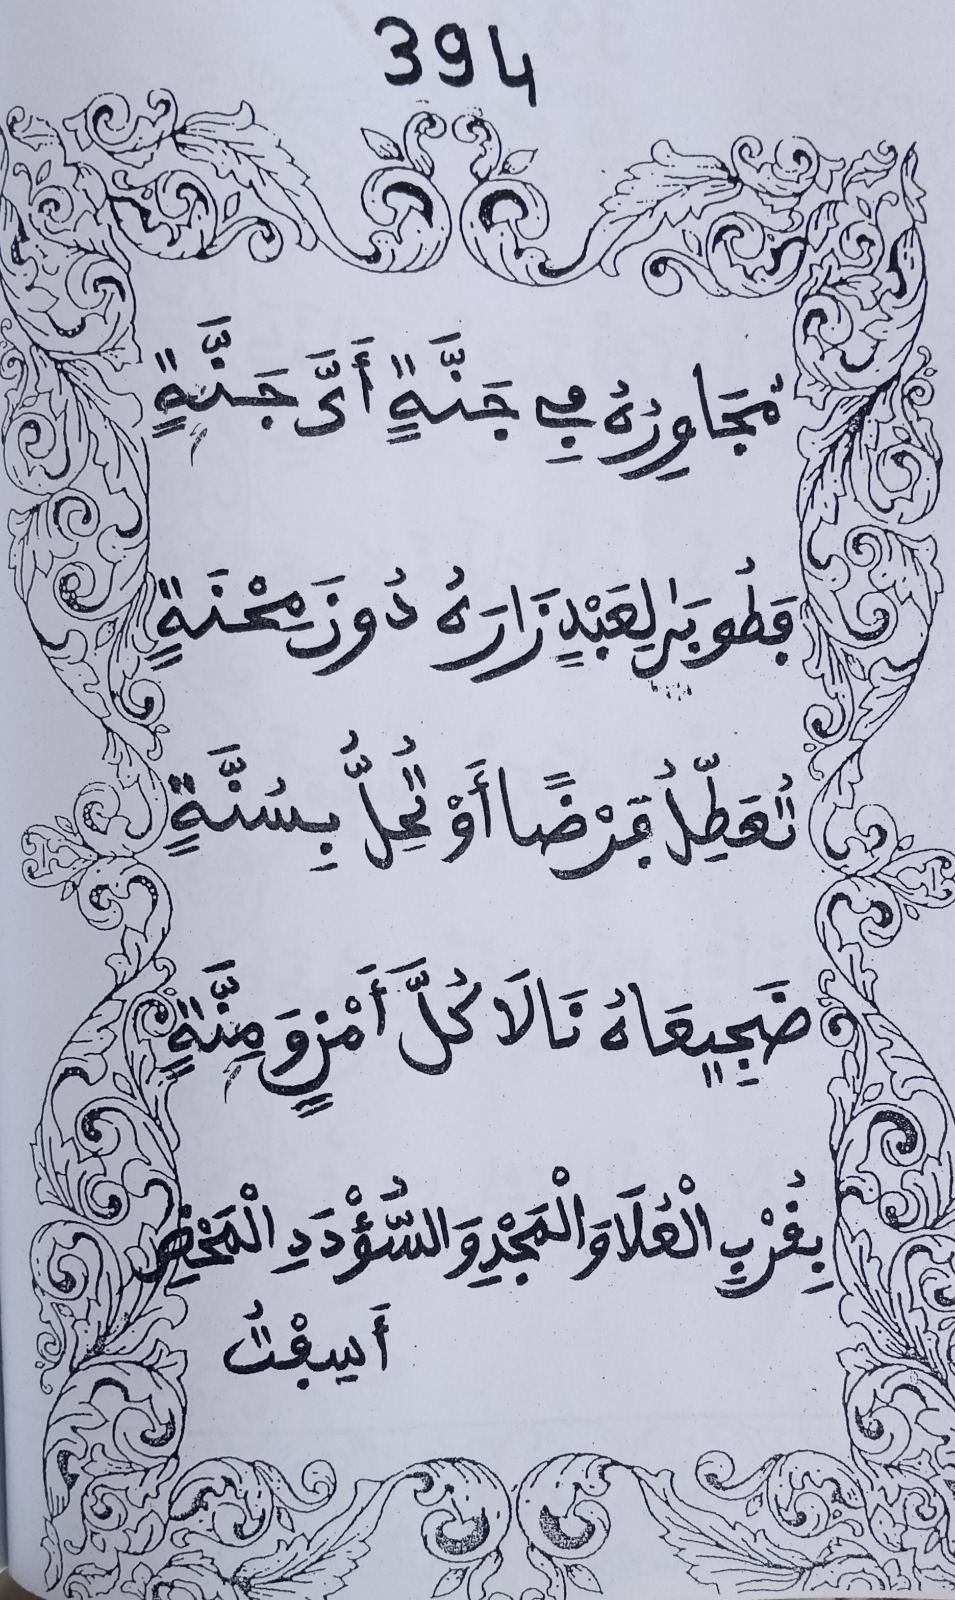 394
مُجَاوِرُهُ فِي جَنَّةٍ أَيَّ جَنَّةٍ
فَطُوبَى لِعَبْدٍ زَارَهُ دُونَ مِحْنَةٍ
تُعَطِّلُ فَرْضًا أَوْ تُخِلُّ بِسُنَّةٍ
ضَجِيعَاهُ نَالَا كُلَّ أَمْنٍ وَمِنَّةٍ
بِقُرْبِ الْعُلَا وَالْمَجْدِ وَالسُّؤْدَدِ الْمَحْضِ
أَسِفْتُ